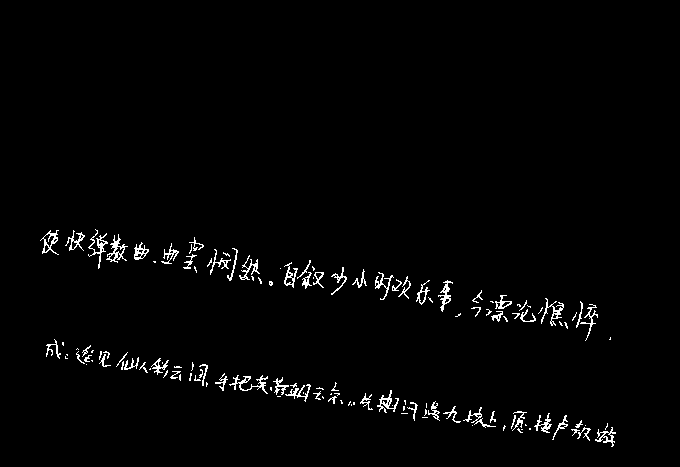 使快弹数曲.曲罢悯然。自叙少小时欢乐事,今漂沦憔悴.
成。遥见仙人彩云间,手把芙蓉朝玉京。先期汗漫九垓上,愿接卢敖游